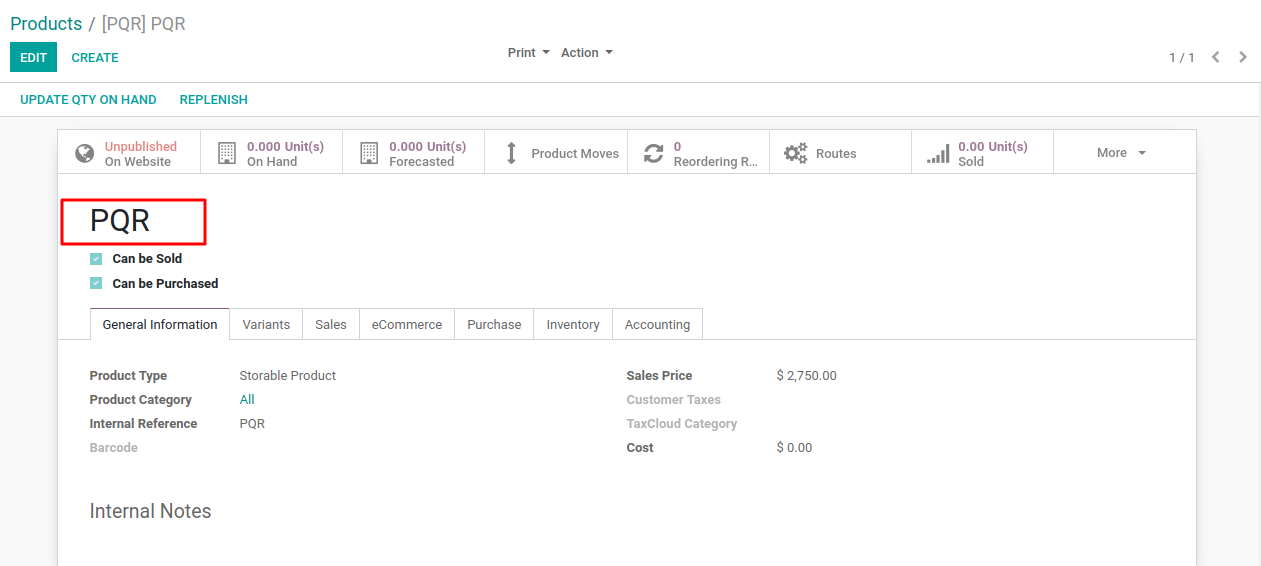 Products / [PQR] PQR
EDIT CREATE Print Action 1 / 1
UPDATE QTY ON HAND REPLENISH
Unpublished On Website
0.000 Unit(s) On Hand
0.000 Unit(s) Forecasted
Product Moves
0 Reordering R...
Routes
0.00 Unit(s) Sold
More
PQR
Can be Sold
Can be Purchased
General Information Variants Sales eCommerce Purchase Inventory Accounting
Product Type Storable Product Sales Price $ 2,750.00
Product Category All Customer Taxes
Internal Reference PQR TaxCloud Category
Barcode Cost $ 0.00
Internal Notes